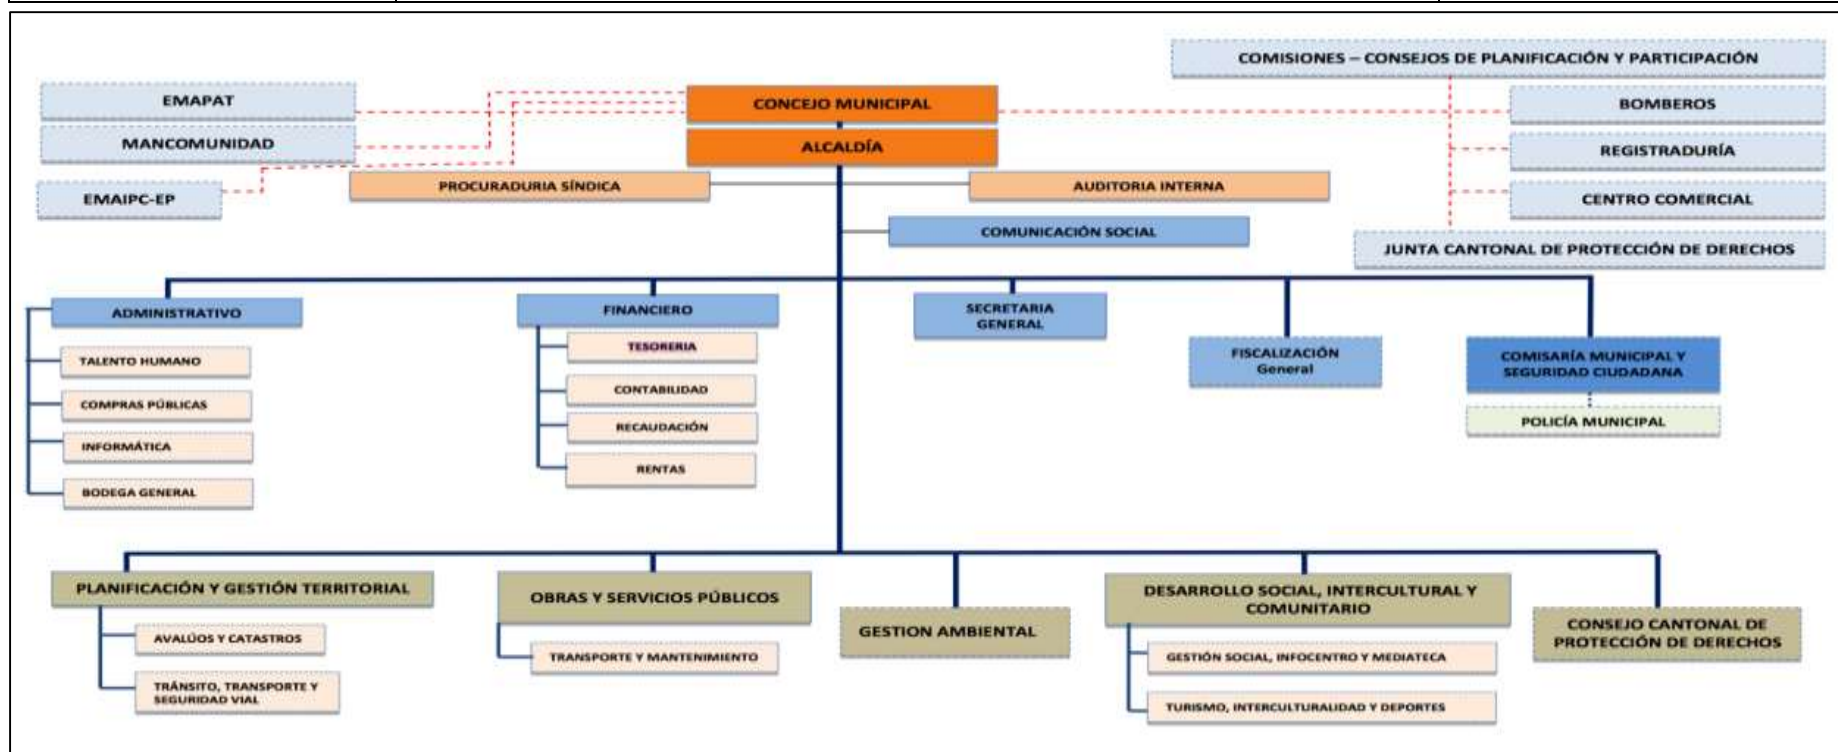 COMISIONES – CONSEJOS DE PLANIFICACIÓN Y PARTICIPACIÓN
EMAPAT
CONCEJO MUNICIPAL
BOMBEROS
MANCOMUNIDAD
ALCALDÍA
REGISTRADURÍA
EMAIPC-EP
PROCURADURIA SÍNDICA
AUDITORIA INTERNA
CENTRO COMERCIAL
COMUNICACIÓN SOCIAL
JUNTA CANTONAL DE PROTECCIÓN DE DERECHOS
ADMINISTRATIVO
TALENTO HUMANO
COMPRAS PÚBLICAS
INFORMÁTICA
BODEGA GENERAL
FINANCIERO
TESORERIA
CONTABILIDAD
RECAUDACIÓN
RENTAS
SECRETARIA
GENERAL
FISCALIZACIÓN
General
COMISARÍA MUNICIPAL Y
SEGURIDAD CIUDADANA
POLICÍA MUNICIPAL
PLANIFICACIÓN Y GESTIÓN TERRITORIAL
AVALÚOS Y CATASTROS
TRÁNSITO, TRANSPORTE Y
SEGURIDAD VIAL
OBRAS Y SERVICIOS PÚBLICOS
TRANSPORTE Y MANTENIMIENTO
GESTION AMBIENTAL
DESARROLLO SOCIAL, INTERCULTURAL Y
COMUNITARIO
GESTIÓN SOCIAL, INFOCENTRO Y MEDIATECA
TURISMO, INTERCULTURALIDAD Y DEPORTES
CONSEJO CANTONAL DE
PROTECCIÓN DE DERECHOS